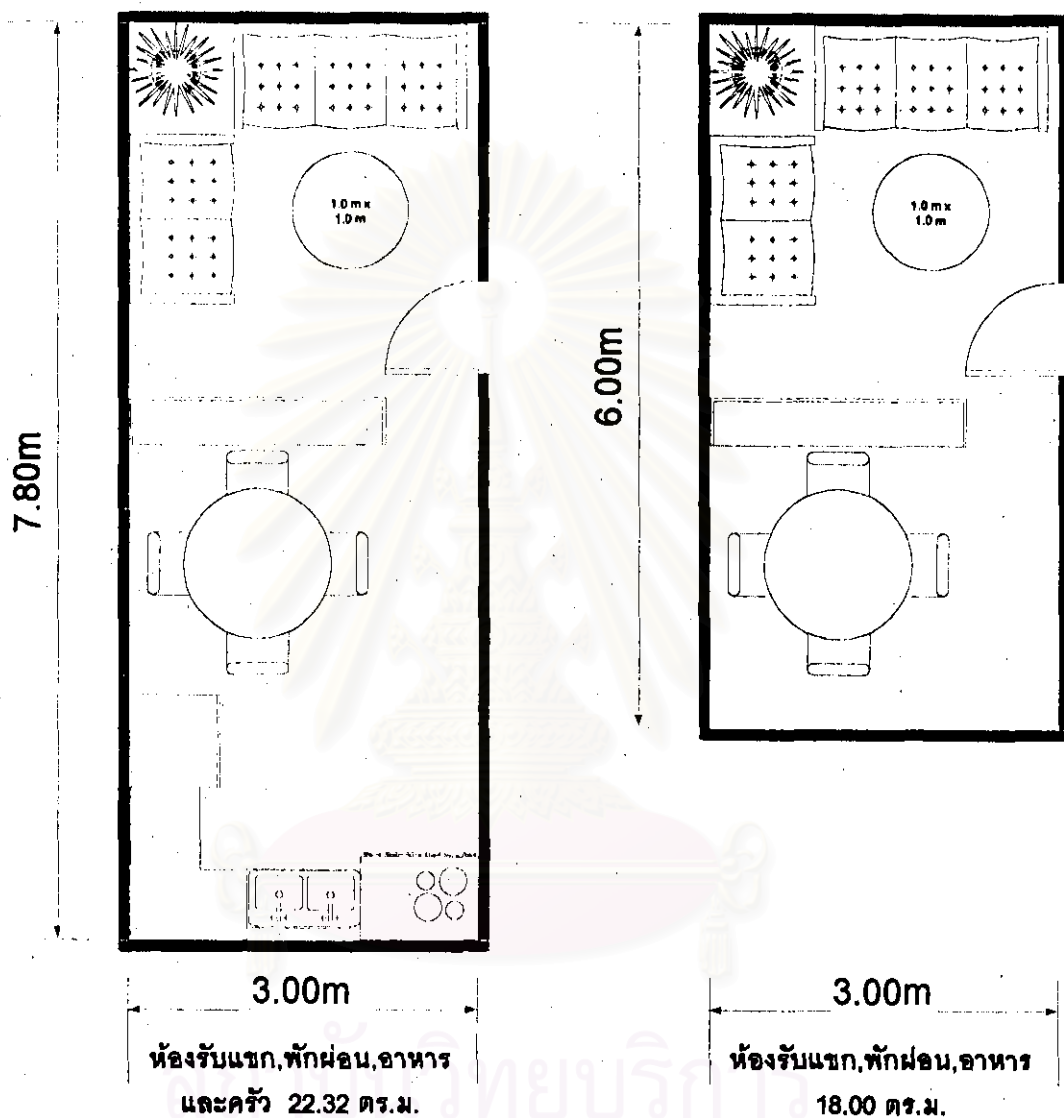 1.0 m x
1.0 m
7.80m
3.00m
ห้องรับแขก,พักผ่อน,อาหาร
และครัว 22.32 ตร.ม.
1.0 m x
1.0 m
6.00m
3.00m
ห้องรับแขก,พักผ่อน,อาหาร
18.00 ตร.ม.